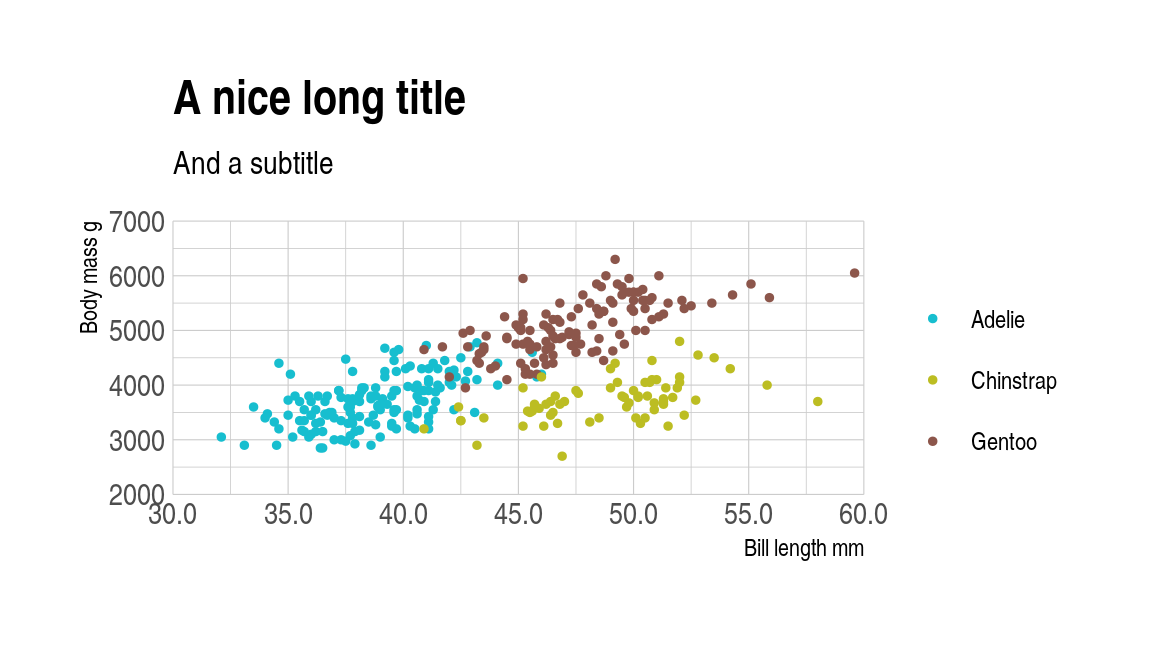 A nice long title
And a subtitle
Body mass g
7000
6000
5000
4000
3000
2000
30.0 35.0 40.0 45.0 50.0 55.0 60.0
Bill length mm
Adelie
Chinstrap
Gentoo